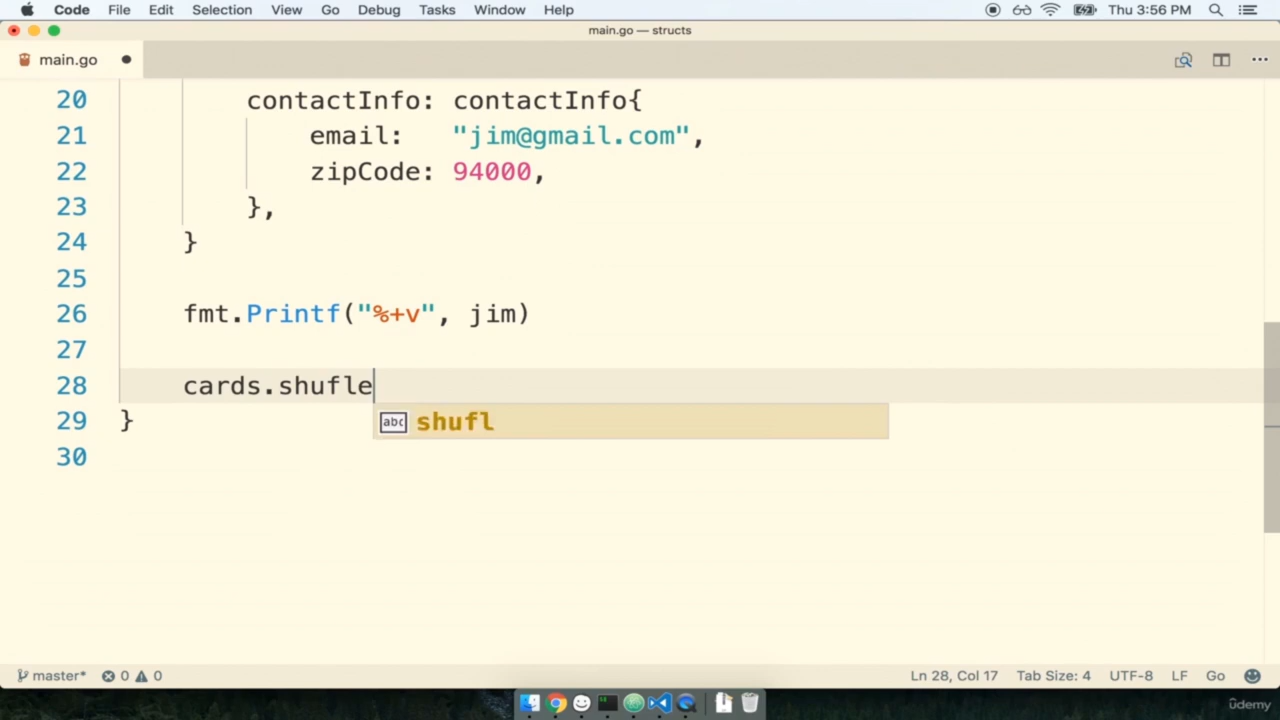 Code File Edit Selection View Go Debug Tasks Window Help Thu 3:56 PM
main.go — structs
main.go
20 contactInfo: contactInfo{
21 email: "jim@gmail.com",
22 zipCode: 94000,
23 },
24 }
25
26 fmt.Printf("%+v", jim)
27
28 cards.shufle
abc shufl
29 }
30
master* 0 0 Ln 28, Col 17 Tab Size: 4 UTF-8 LF Go
udemy